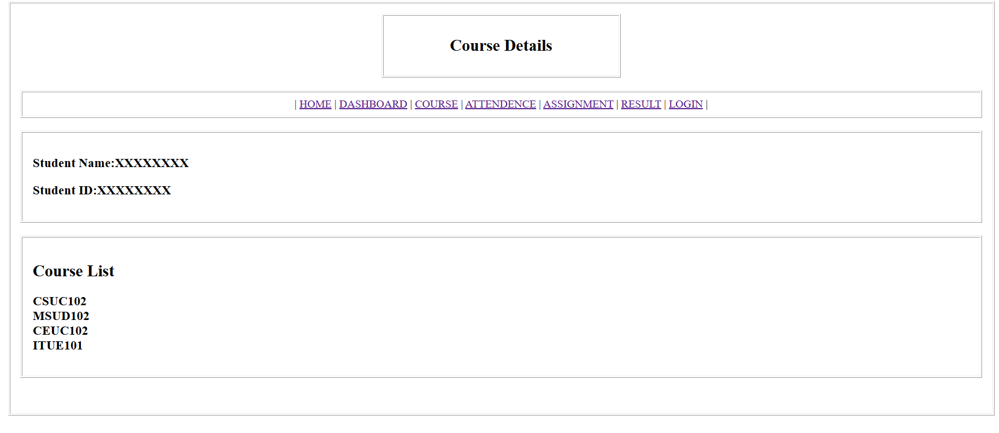 Course Details
| HOME | DASHBOARD | COURSE | ATTENDENCE | ASSIGNMENT | RESULT | LOGIN |
Student Name:XXXXXXXX
Student ID:XXXXXXXX
Course List
CSUC102
MSUD102
CEUC102
ITUE101